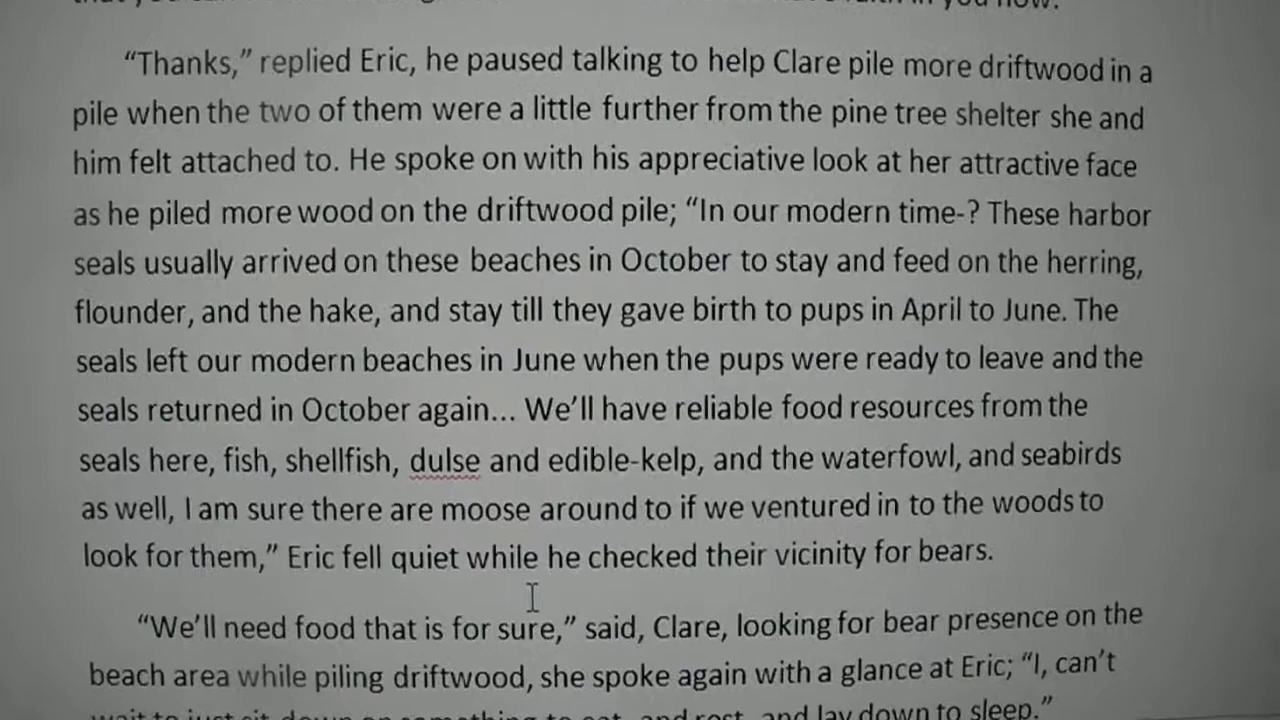 “Thanks,” replied Eric, he paused talking to help Clare pile more driftwood in a
pile when the two of them were a little further from the pine tree shelter she and
him felt attached to. He spoke on with his appreciative look at her attractive face
as he piled more wood on the driftwood pile; “In our modern time-? These harbor
seals usually arrived on these beaches in October to stay and feed on the herring,
flounder, and the hake, and stay till they gave birth to pups in April to June. The
seals left our modern beaches in June when the pups were ready to leave and the
seals returned in October again... We’ll have reliable food resources from the
seals here, fish, shellfish, dulse and edible-kelp, and the waterfowl, and seabirds
as well, I am sure there are moose around to if we ventured in to the woods to
look for them,” Eric fell quiet while he checked their vicinity for bears.
“We’ll need food that is for sure,” said, Clare, looking for bear presence on the
beach area while piling driftwood, she spoke again with a glance at Eric; “I, can’t
wait to just sit down on something to eat, and rest, and lay down to sleep.”